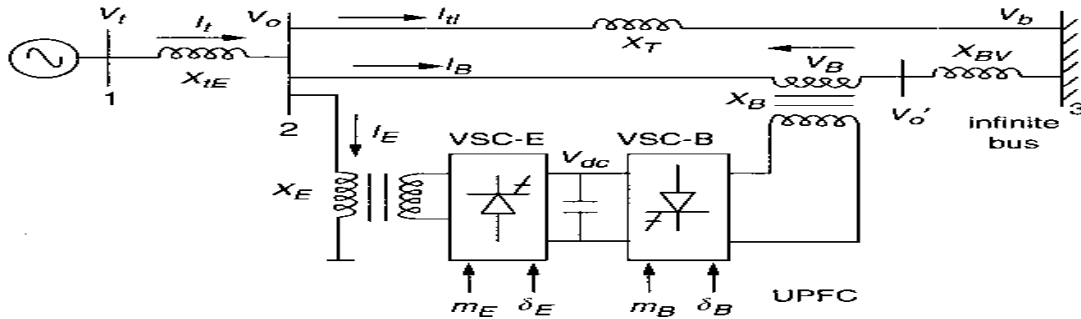 V_t
I_t
V_o
I_tl
V_b
X_T
X_tE
I_B
V_B
X_BV
1
X_B
V_o'
2
3
infinite
bus
I_E
VSC-E
V_dc
VSC-B
X_E
m_E
δ_E
m_B
δ_B
UPFC